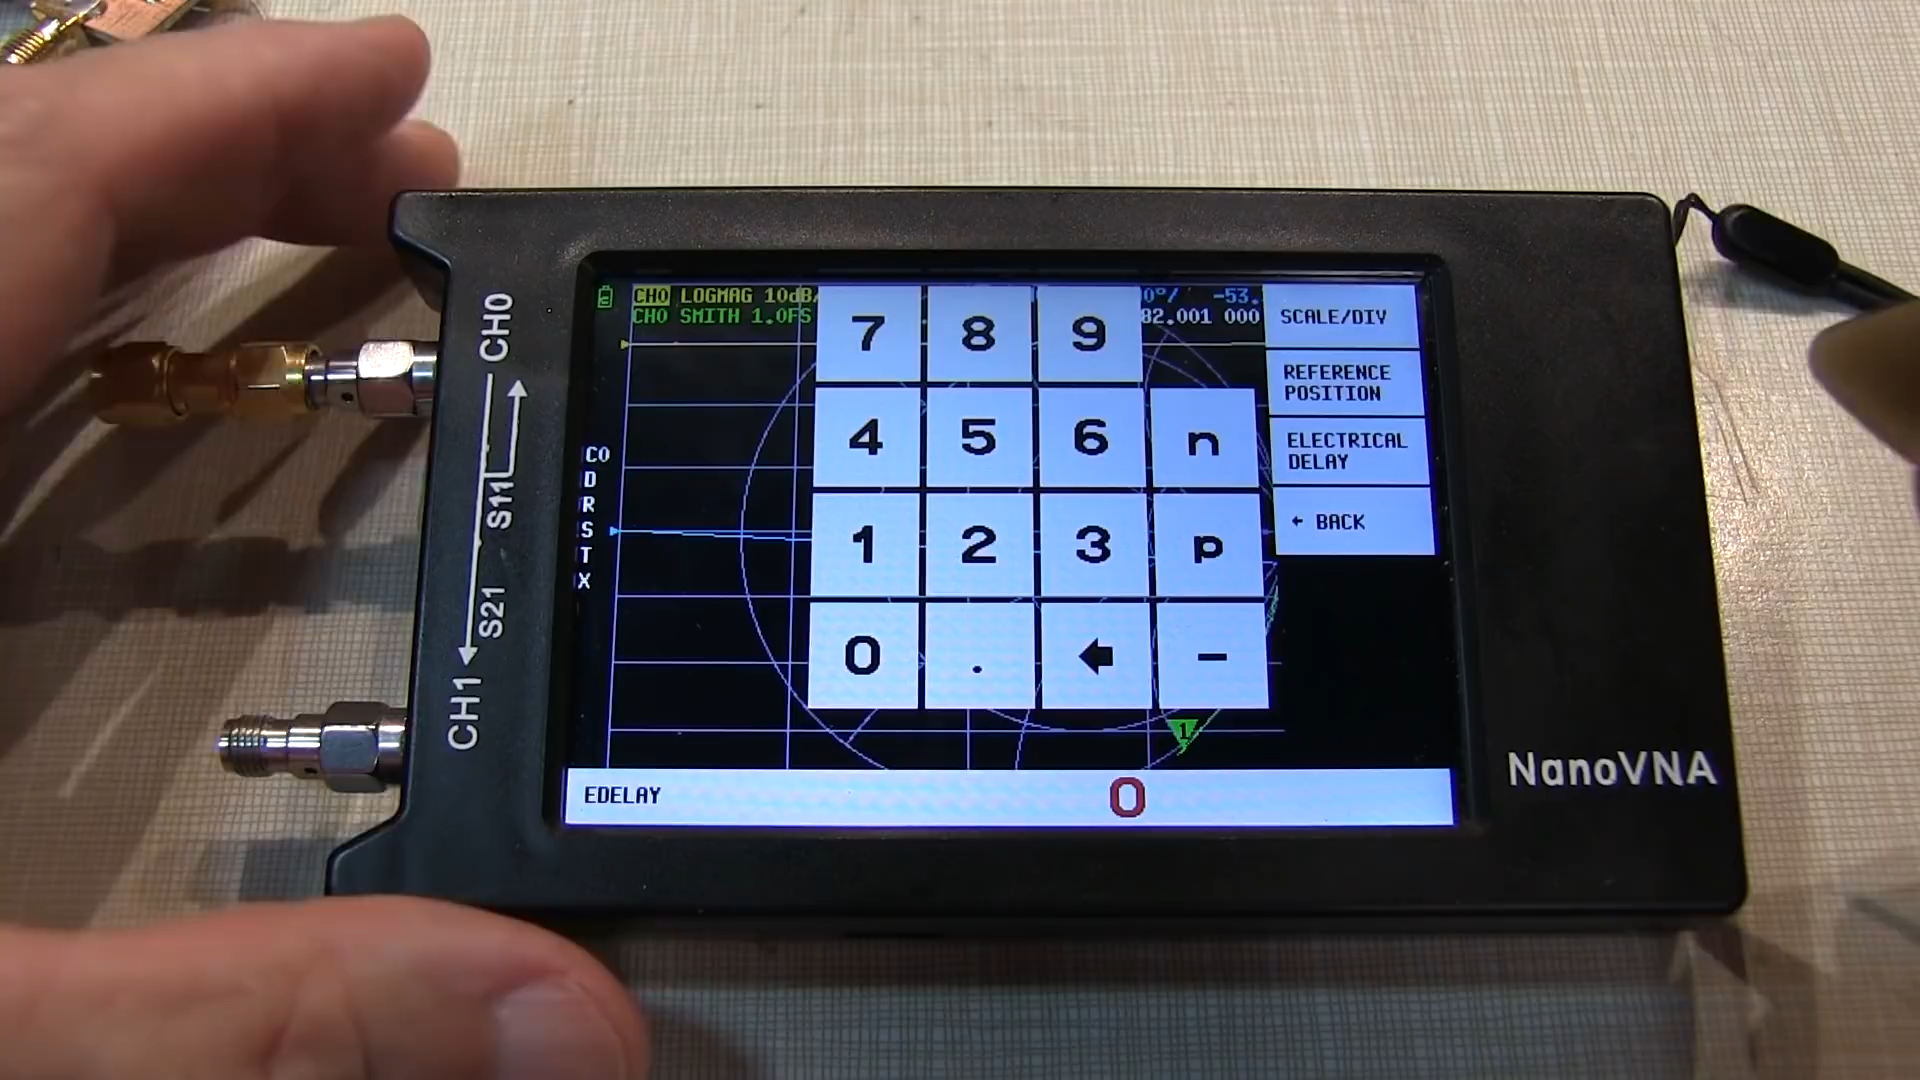 CH0 LOGMAG 10dB/
0°/ -53.
CH0 SMITH 1.0FS
82.001 000
7 8 9
4 5 6 n
1 2 3 p
0 . -
SCALE/DIV
REFERENCE
POSITION
ELECTRICAL
DELAY
← BACK
C0
D
R
S
T
X
1
EDELAY 0
CH0
S11
S21
CH1
NanoVNA